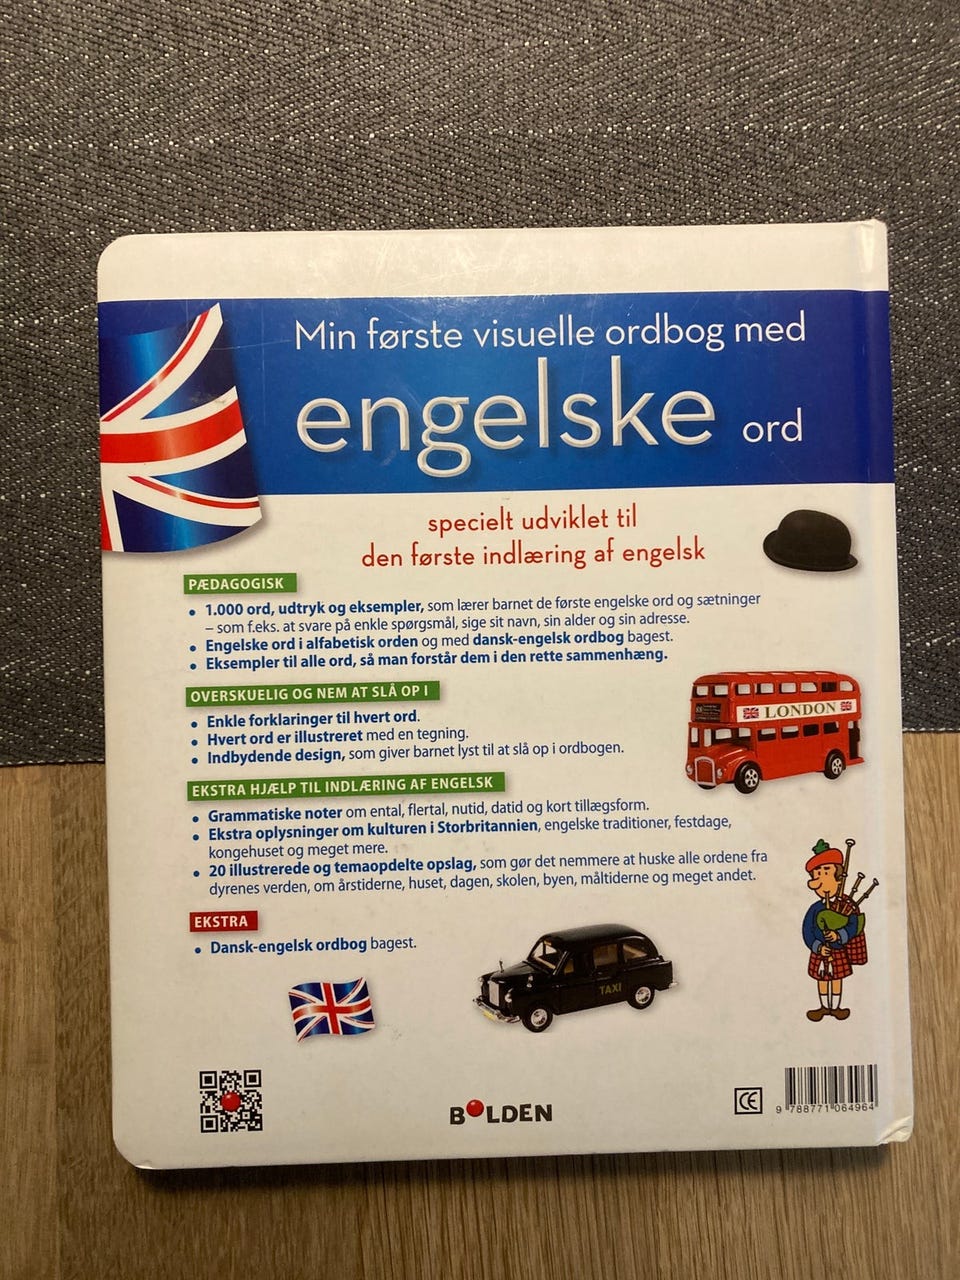 Min første visuelle ordbog med
engelske ord
specielt udviklet til
den første indlæring af engelsk
PÆDAGOGISK
• 1.000 ord, udtryk og eksempler, som lærer barnet de første engelske ord og sætninger
– som f.eks. at svare på enkle spørgsmål, sige sit navn, sin alder og sin adresse.
• Engelske ord i alfabetisk orden og med dansk-engelsk ordbog bagest.
• Eksempler til alle ord, så man forstår dem i den rette sammenhæng.
OVERSKUELIG OG NEM AT SLÅ OP I
• Enkle forklaringer til hvert ord.
• Hvert ord er illustreret med en tegning.
• Indbydende design, som giver barnet lyst til at slå op i ordbogen.
LONDON
EKSTRA HJÆLP TIL INDLÆRING AF ENGELSK
• Grammatiske noter om ental, flertal, nutid, datid og kort tillægsform.
• Ekstra oplysninger om kulturen i Storbritannien, engelske traditioner, festdage,
kongehuset og meget mere.
• 20 illustrerede og temaopdelte opslag, som gør det nemmere at huske alle ordene fra
dyrenes verden, om årstiderne, huset, dagen, skolen, byen, måltiderne og meget andet.
EKSTRA
• Dansk-engelsk ordbog bagest.
TAXI
BOLDEN
CE
9 788771 064964